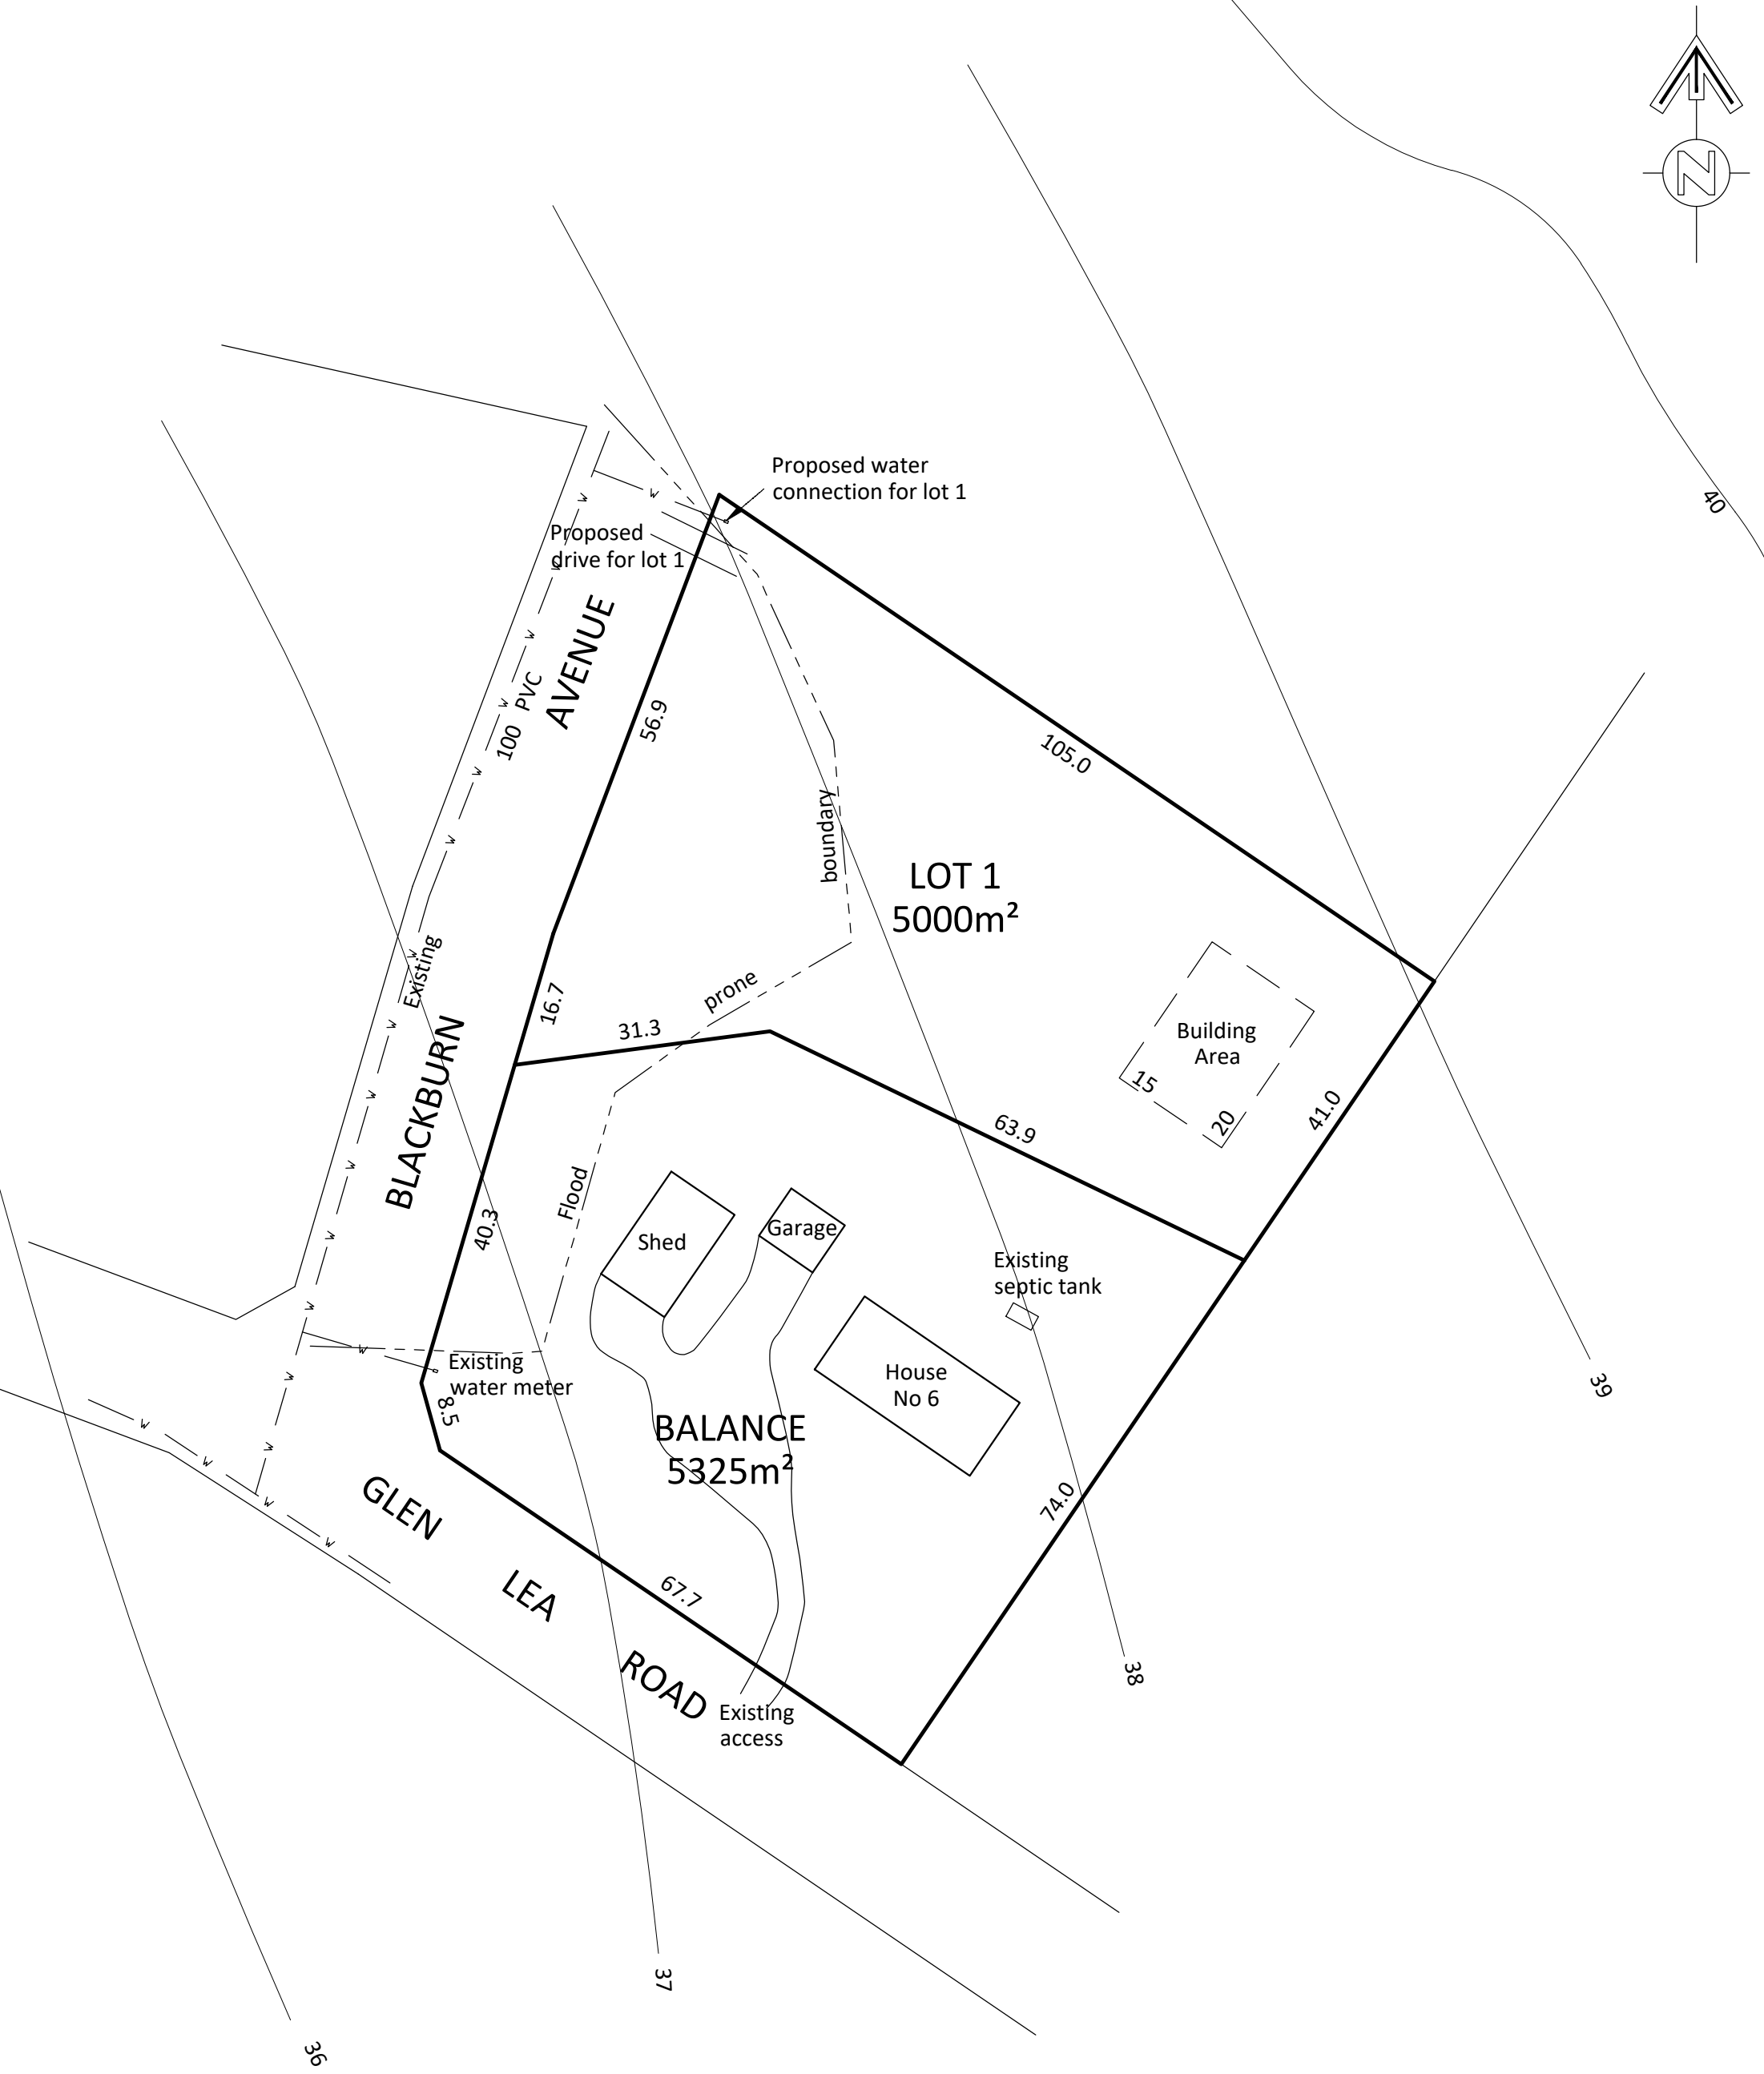 N
40
Proposed water
connection for lot 1
Proposed
drive for lot 1
W
W
W
W
W
W
W
W
AVENUE
100 PVC
56.9
105.0
boundary
LOT 1
5000m²
Existing
16.7
prone
31.3
BLACKBURN
Building
Area
15
20
41.0
63.9
W
W
W
W
W
W
W
W
40.3
Flood
Shed
Garage
Existing
septic tank
W
Existing
water meter
House
No 6
39
8.5
BALANCE
5325m²
W
W
W
W
GLEN
LEA
ROAD
74.0
67.7
Existing
access
38
37
36